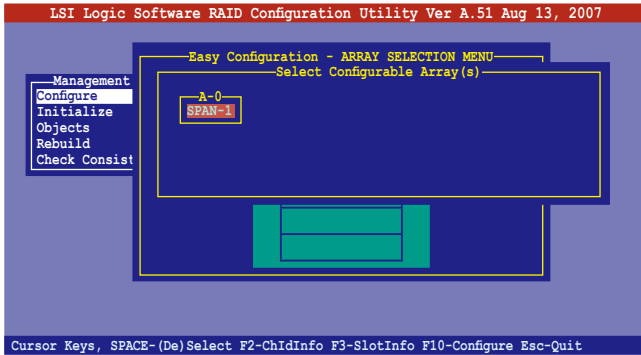 LSI Logic Software RAID Configuration Utility Ver A.51 Aug 13, 2007
Easy Configuration - ARRAY SELECTION MENU
Select Configurable Array(s)
Management
A-0
Configure
SPAN-1
Initialize
Objects
Rebuild
Check Consist
Cursor Keys, SPACE-(De)Select F2-ChIdInfo F3-SlotInfo F10-Configure Esc-Quit